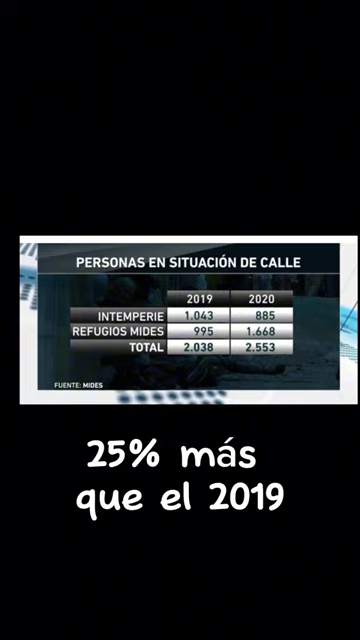 PERSONAS EN SITUACIÓN DE CALLE
2019 2020
INTEMPERIE 1.043 885
REFUGIOS MIDES 995 1.668
TOTAL 2.038 2.553
FUENTE: MIDES
25% más
que el 2019